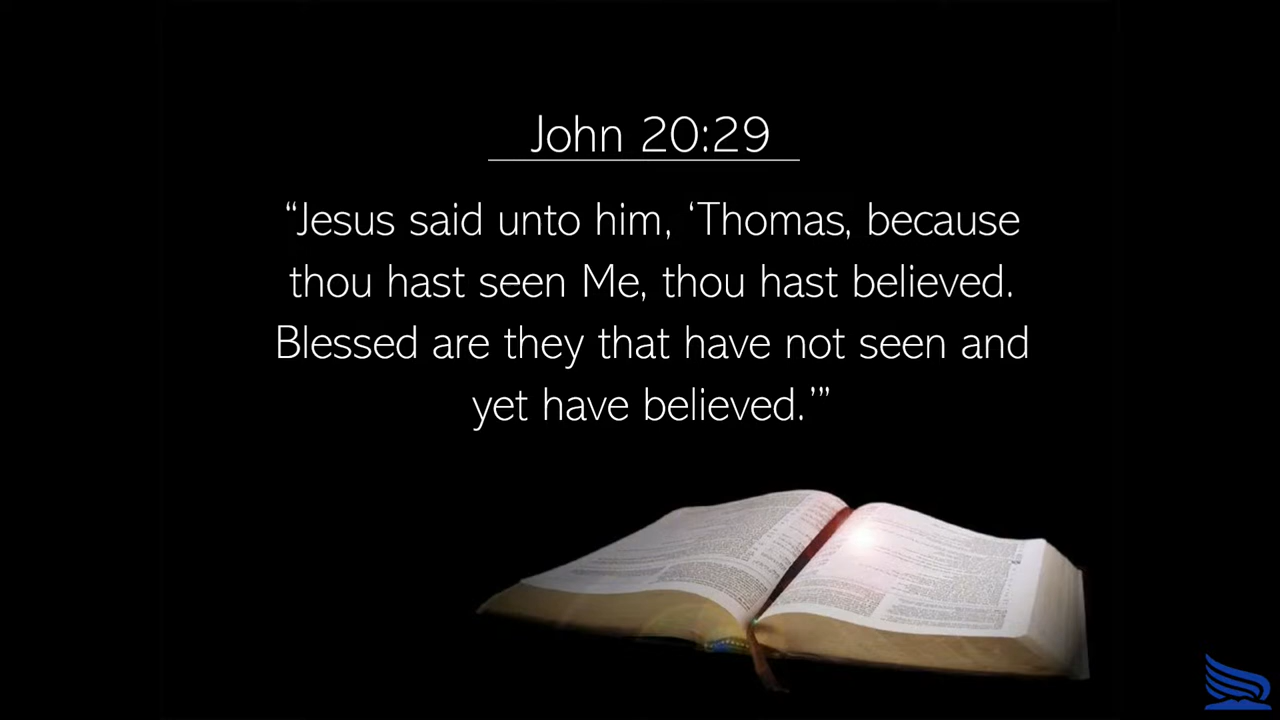 John 20:29
“Jesus said unto him, ‘Thomas, because
thou hast seen Me, thou hast believed.
Blessed are they that have not seen and
yet have believed.’”